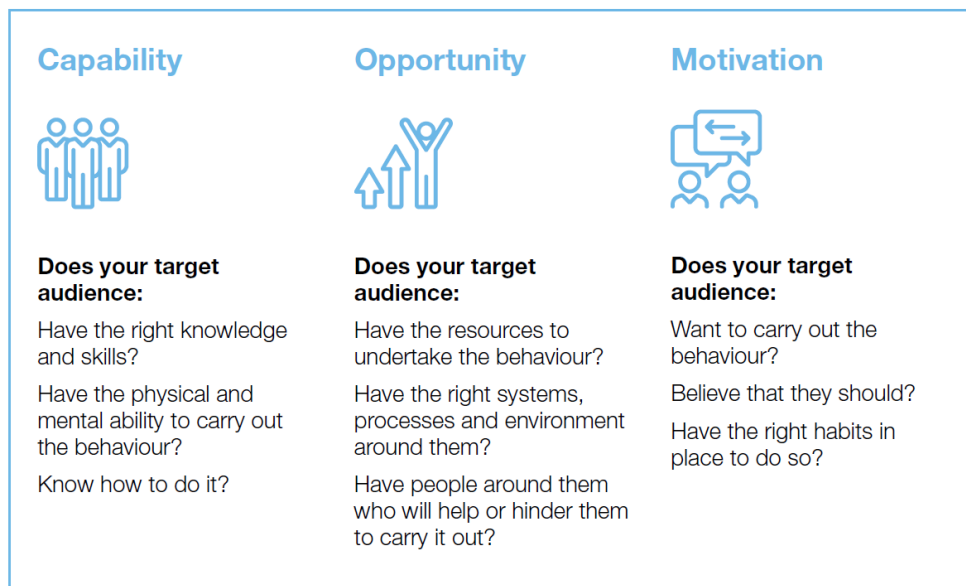 Capability
Does your target
audience:
Have the right knowledge
and skills?
Have the physical and
mental ability to carry out
the behaviour?
Know how to do it?
Opportunity
Does your target
audience:
Have the resources to
undertake the behaviour?
Have the right systems,
processes and environment
around them?
Have people around them
who will help or hinder them
to carry it out?
Motivation
Does your target
audience:
Want to carry out the
behaviour?
Believe that they should?
Have the right habits in
place to do so?